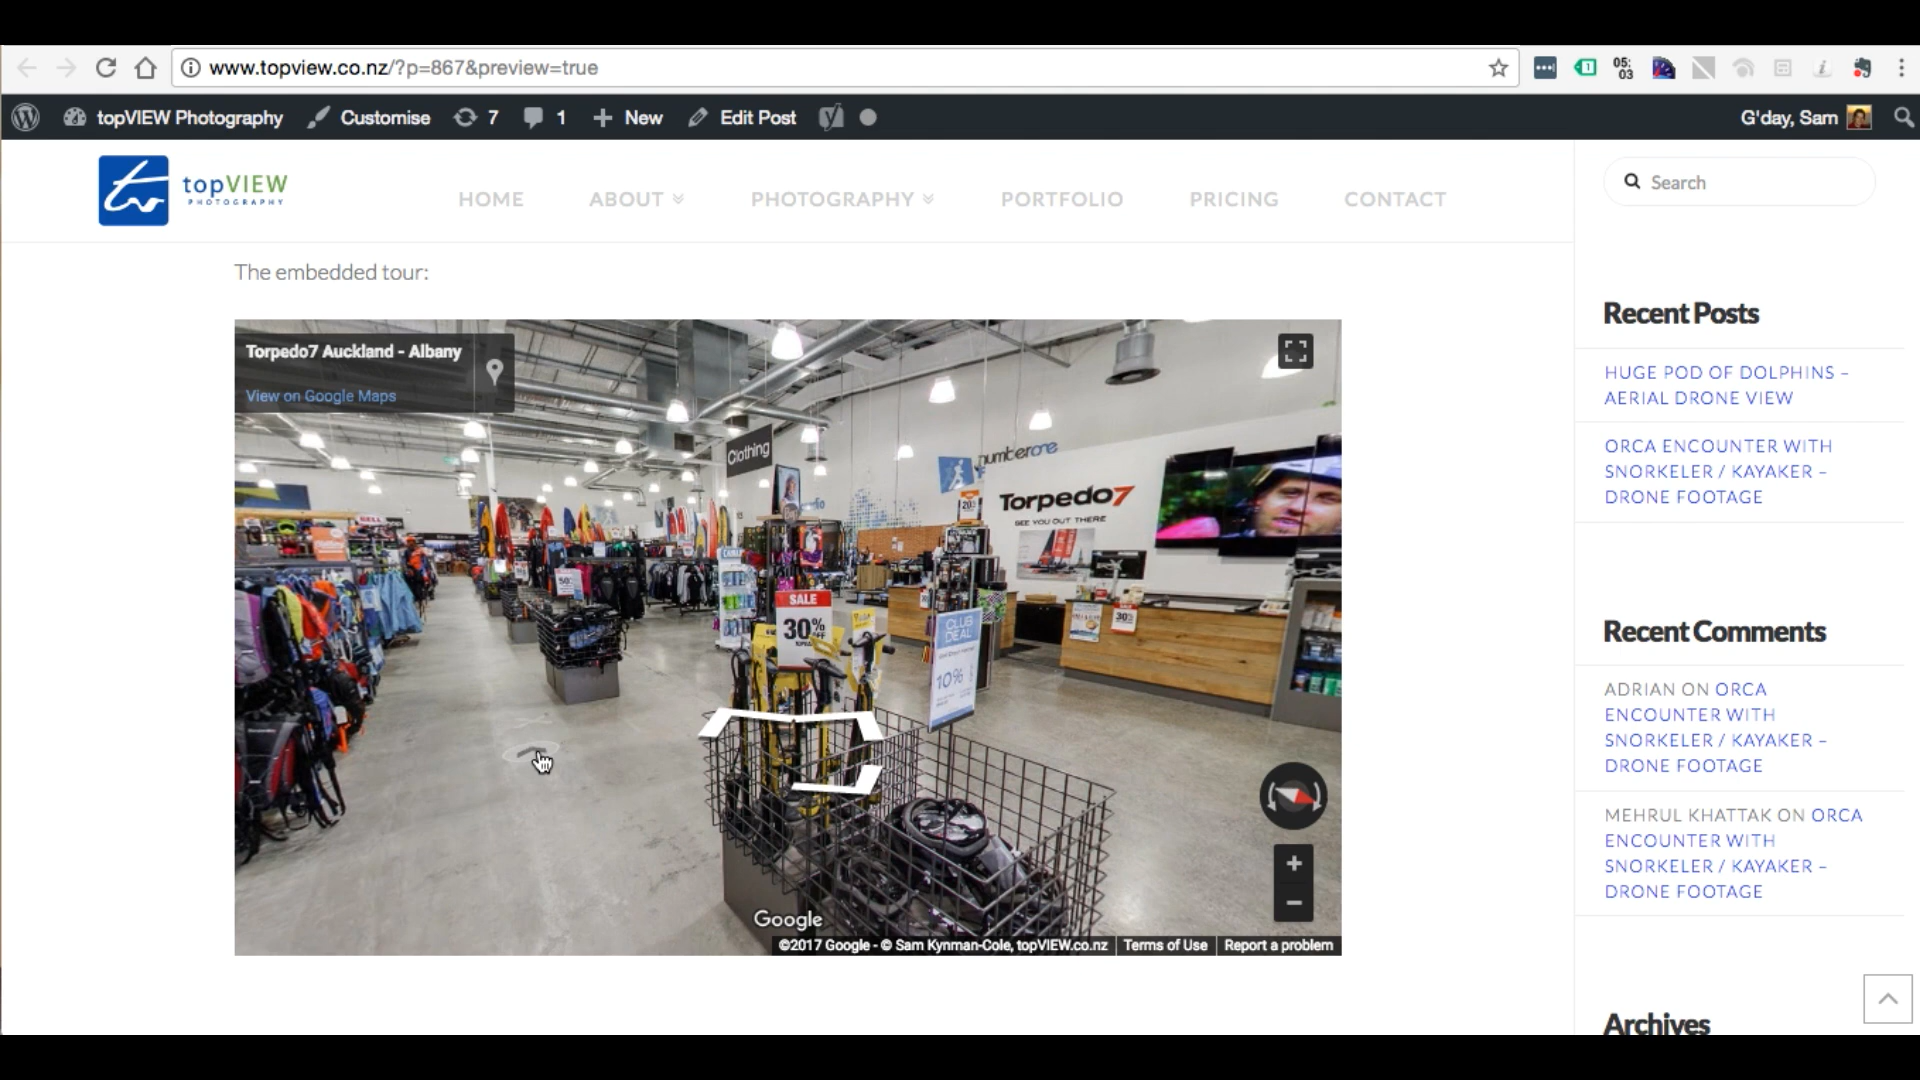 www.topview.co.nz/?p=867&preview=true
05:
03
topVIEW Photography
Customise
7
1
New
Edit Post
G'day, Sam
topVIEW
PHOTOGRAPHY
HOME
ABOUT
PHOTOGRAPHY
PORTFOLIO
PRICING
CONTACT
Search
The embedded tour:
Torpedo7 Auckland - Albany
View on Google Maps
Clothing
numberone
Torpedo7
SEE YOU OUT THERE
BELL
SALE
30%
CLUB
DEAL
10%
30
Google
©2017 Google - © Sam Kynman-Cole, topVIEW.co.nz
Terms of Use
Report a problem
Recent Posts
HUGE POD OF DOLPHINS –
AERIAL DRONE VIEW
ORCA ENCOUNTER WITH
SNORKELER / KAYAKER –
DRONE FOOTAGE
Recent Comments
ADRIAN ON ORCA
ENCOUNTER WITH
SNORKELER / KAYAKER –
DRONE FOOTAGE
MEHRUL KHATTAK ON ORCA
ENCOUNTER WITH
SNORKELER / KAYAKER –
DRONE FOOTAGE
Archives